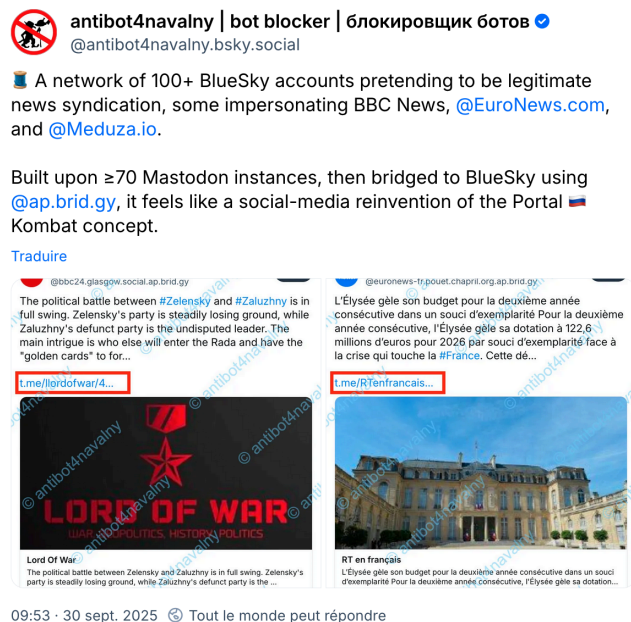 antibot4navalny | bot blocker | блокировщик ботов
@antibot4navalny.bsky.social
🧵 A network of 100+ BlueSky accounts pretending to be legitimate
news syndication, some impersonating BBC News, @EuroNews.com,
and @Meduza.io.
Built upon ≥70 Mastodon instances, then bridged to BlueSky using
@ap.brid.gy, it feels like a social-media reinvention of the Portal 🇷🇺
Kombat concept.
Traduire
@bbc24.glasgow.social.ap.brid.gy
The political battle between #Zelensky and #Zaluzhny is in
full swing. Zelensky's party is steadily losing ground, while
Zaluzhny's defunct party is the undisputed leader. The
main intrigue is who else will enter the Rada and have the
"golden cards" to for...
t.me/llordofwar/4...
LORD OF WAR
WAR, GEOPOLITICS, HISTORY, POLITICS
Lord Of War
The political battle between Zelensky and Zaluzhny is in full swing. Zelensky's
party is steadily losing ground, while Zaluzhny's defunct party is the ...
@euronews-fr.pouet.chapril.org.ap.brid.gy
L'Élysée gèle son budget pour la deuxième année
consécutive dans un souci d'exemplarité Pour la deuxième
année consécutive, l'Élysée gèle sa dotation à 122,6
millions d'euros pour 2026 par souci d'exemplarité face à
la crise qui touche la #France. Cette dé...
t.me/RTenfrancais...
RT en français
L'Élysée gèle son budget pour la deuxième année consécutive dans un souci
d'exemplarité Pour la deuxième année consécutive, l'Élysée gèle sa dotation...
© antibot4navalny
09:53 · 30 sept. 2025 Tout le monde peut répondre